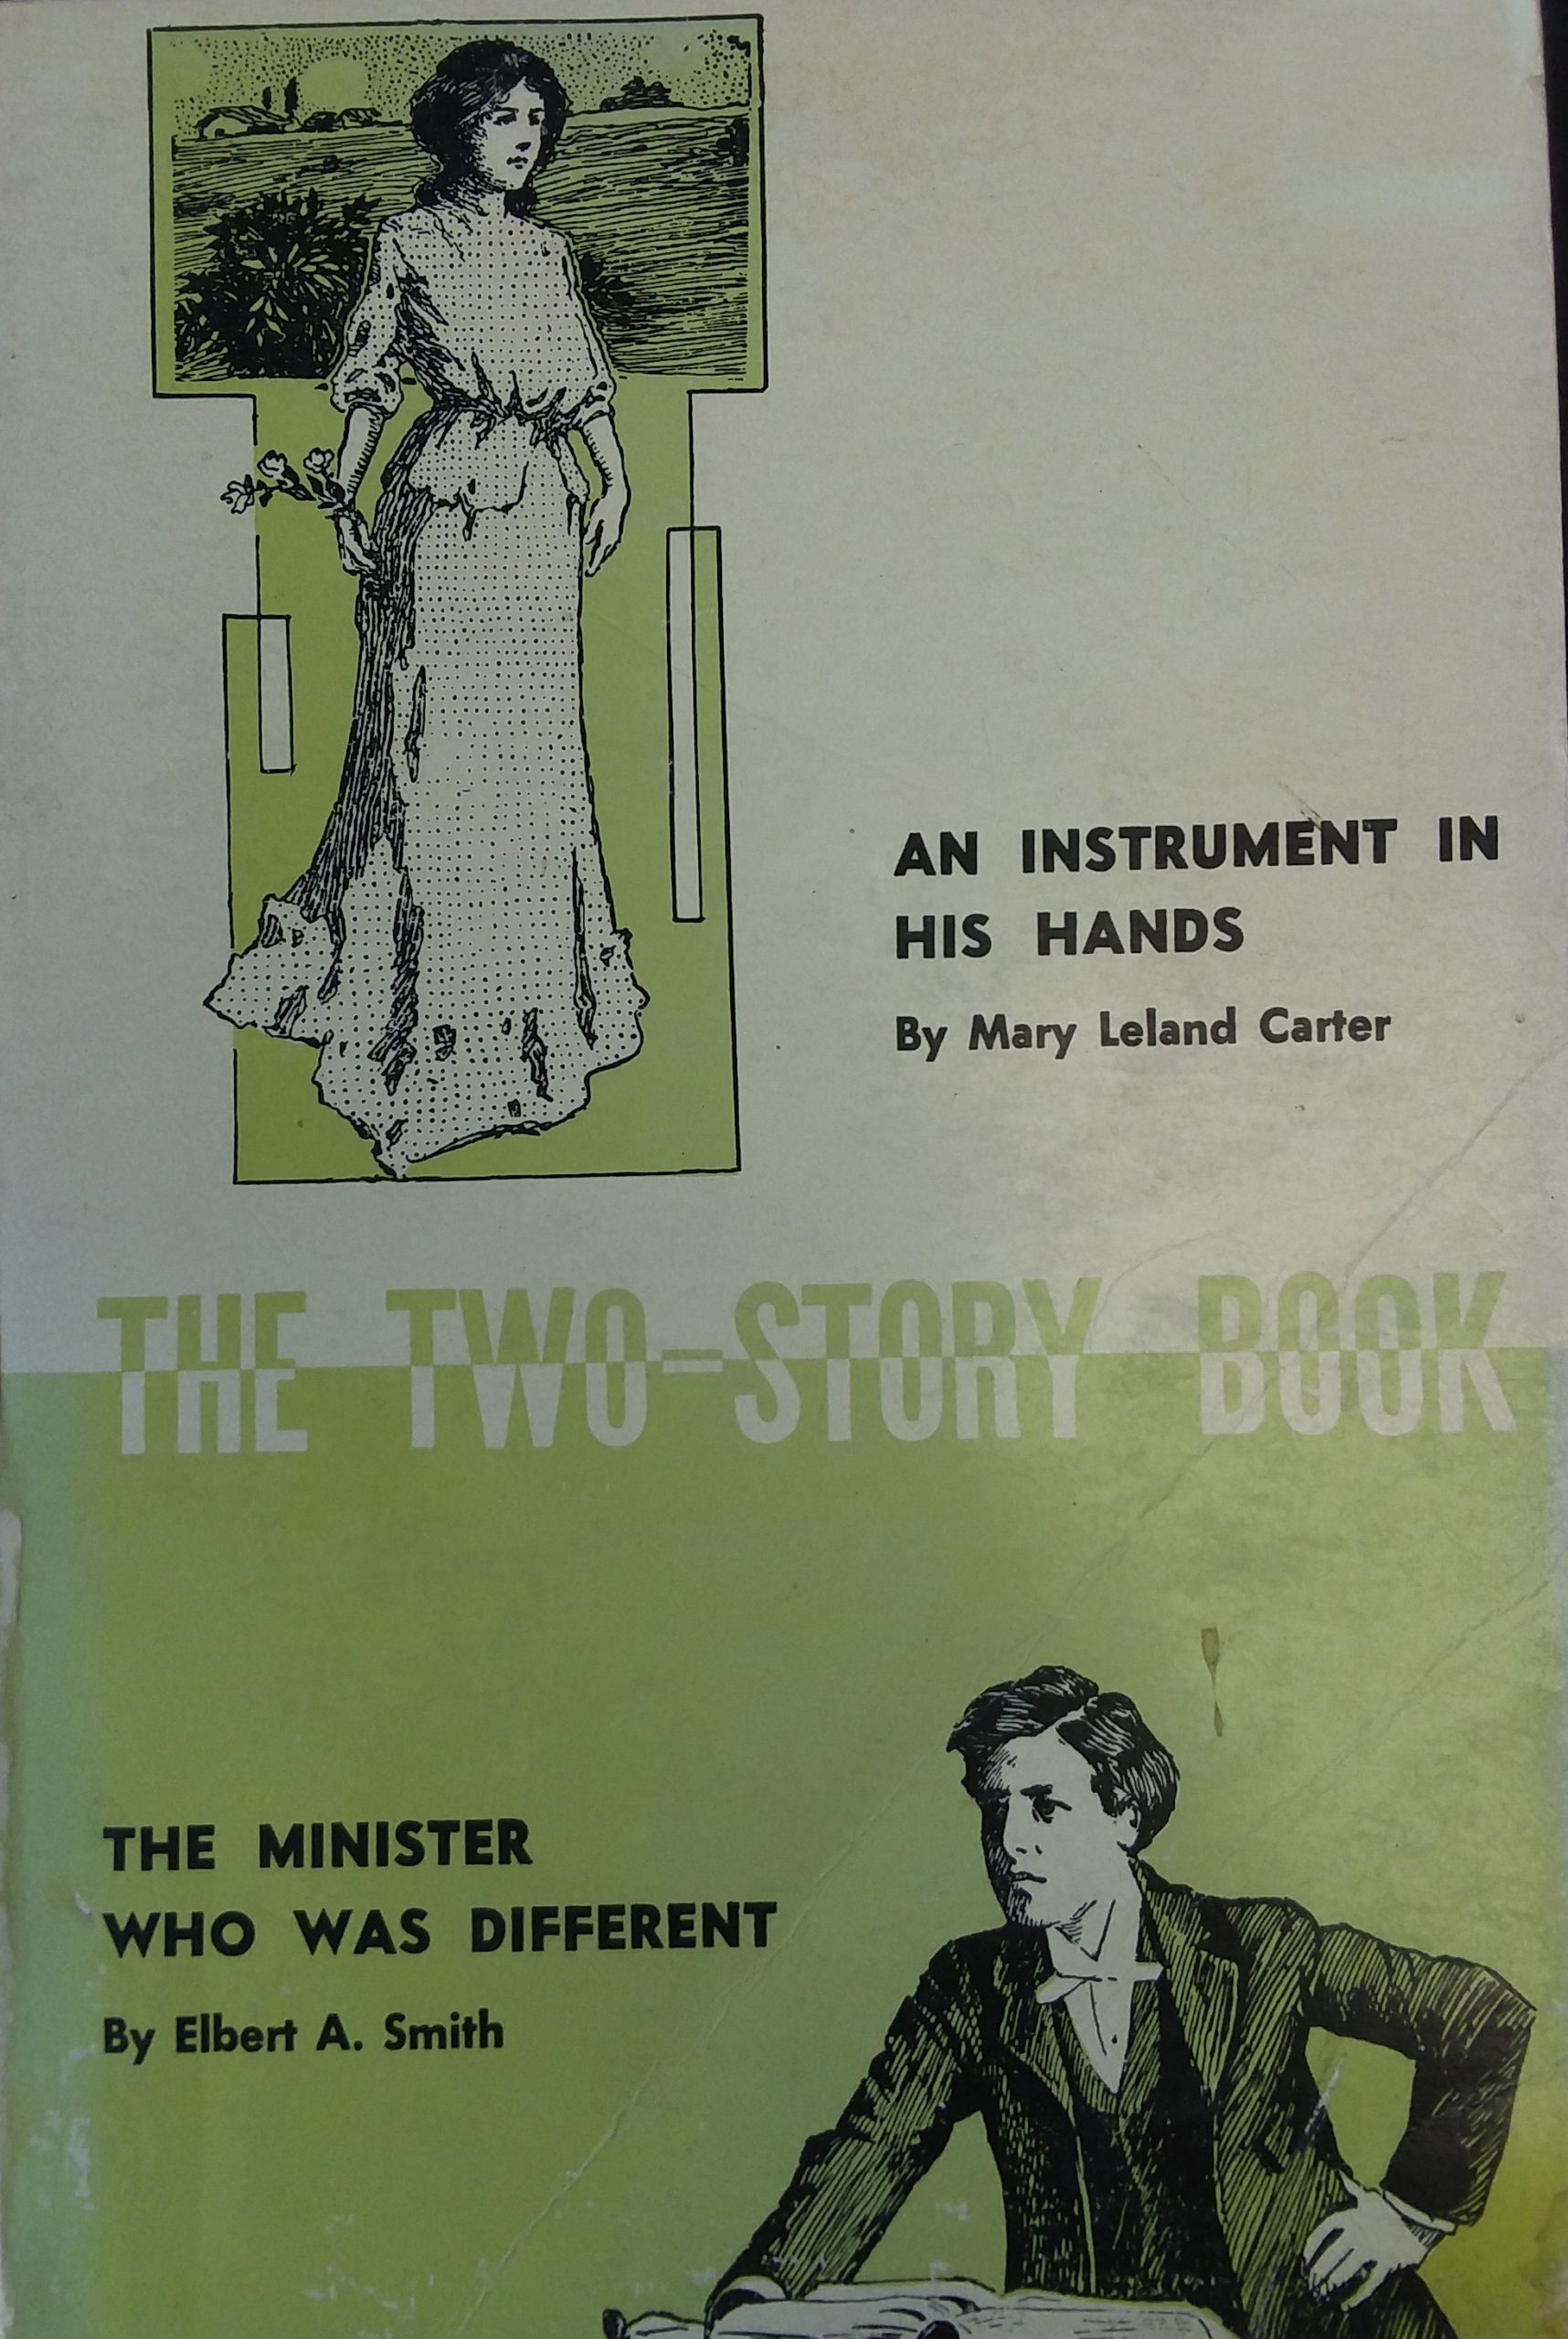 AN INSTRUMENT IN
HIS HANDS
By Mary Leland Carter
THE TWO-STORY BOOK
THE MINISTER
WHO WAS DIFFERENT
By Elbert A. Smith